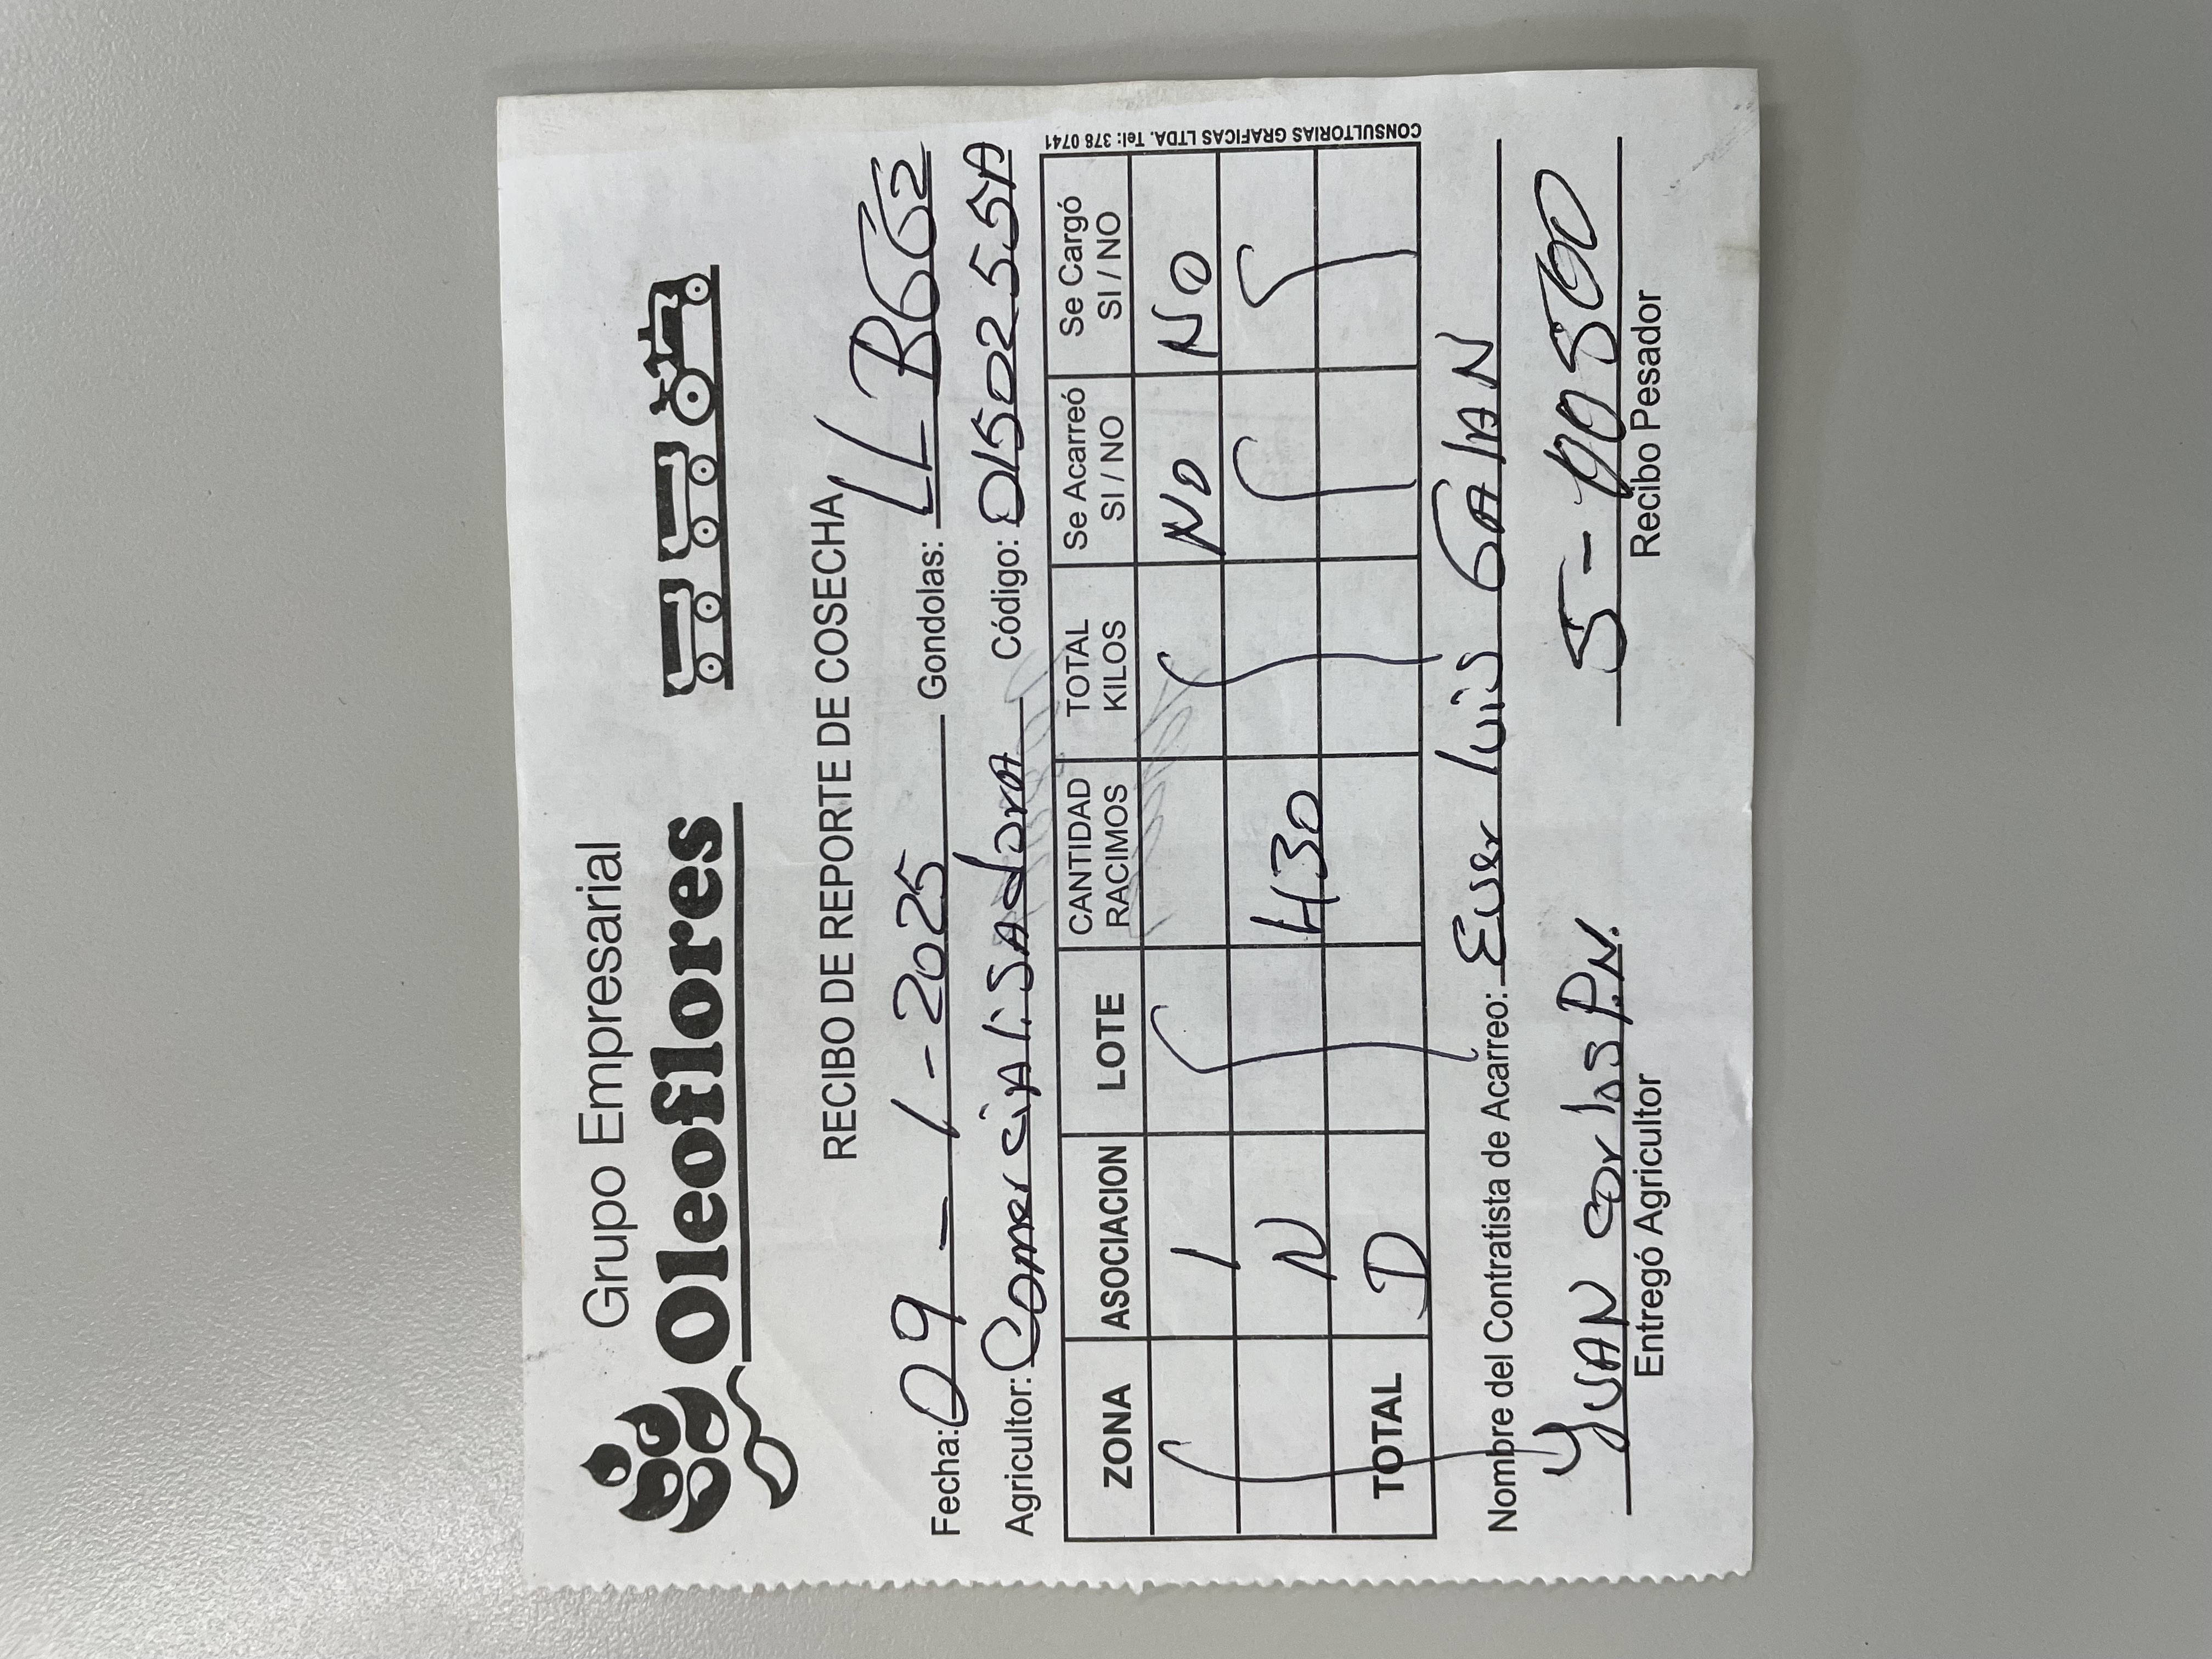 Grupo Empresarial
Oleoflores
RECIBO DE REPORTE DE COSECHA
Fecha: 09 - 1 - 2025 Gondolas: LL B662
Agricultor: ComerciAliSAdorA Código: 0150255A
ZONA ASOCIACION LOTE CANTIDAD RACIMOS TOTAL KILOS Se Acarreó SI / NO Se Cargó SI / NO
I NO NO
N 430
TOTAL D
Nombre del Contratista de Acarreo: Ever luis GAlAN
YUAN carlos P.N. 5-00500
Entregó Agricultor Recibo Pesador
CONSULTORIAS GRAFICAS LTDA. Tel: 378 0741